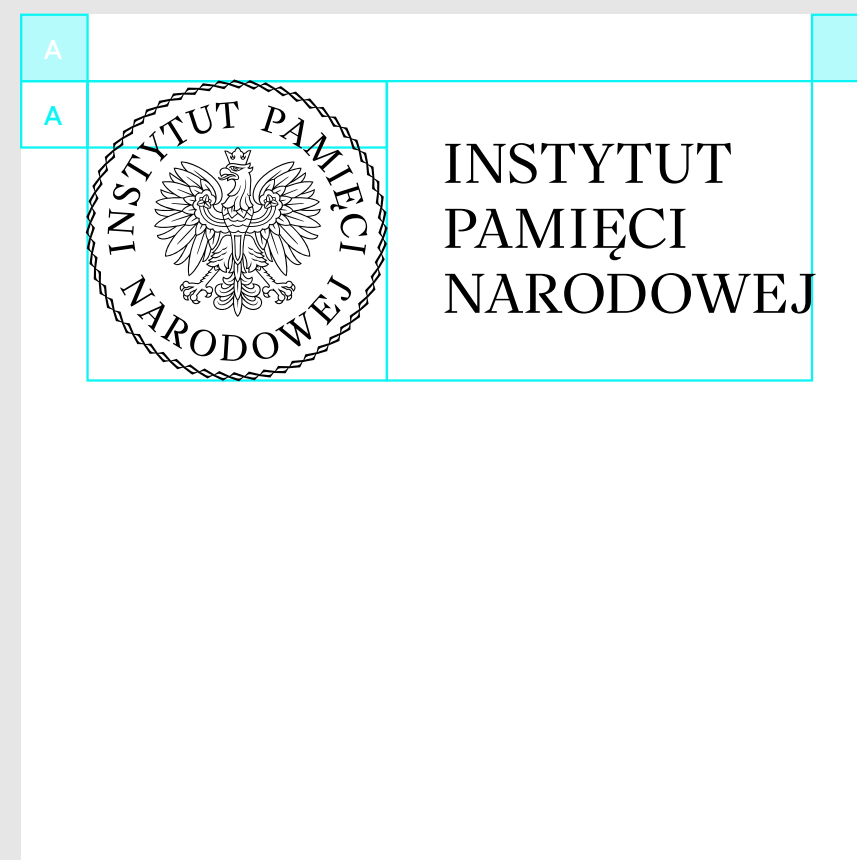 A
A
INSTYTUT PAMIĘCI
NARODOWEJ
INSTYTUT
PAMIĘCI
NARODOWEJ